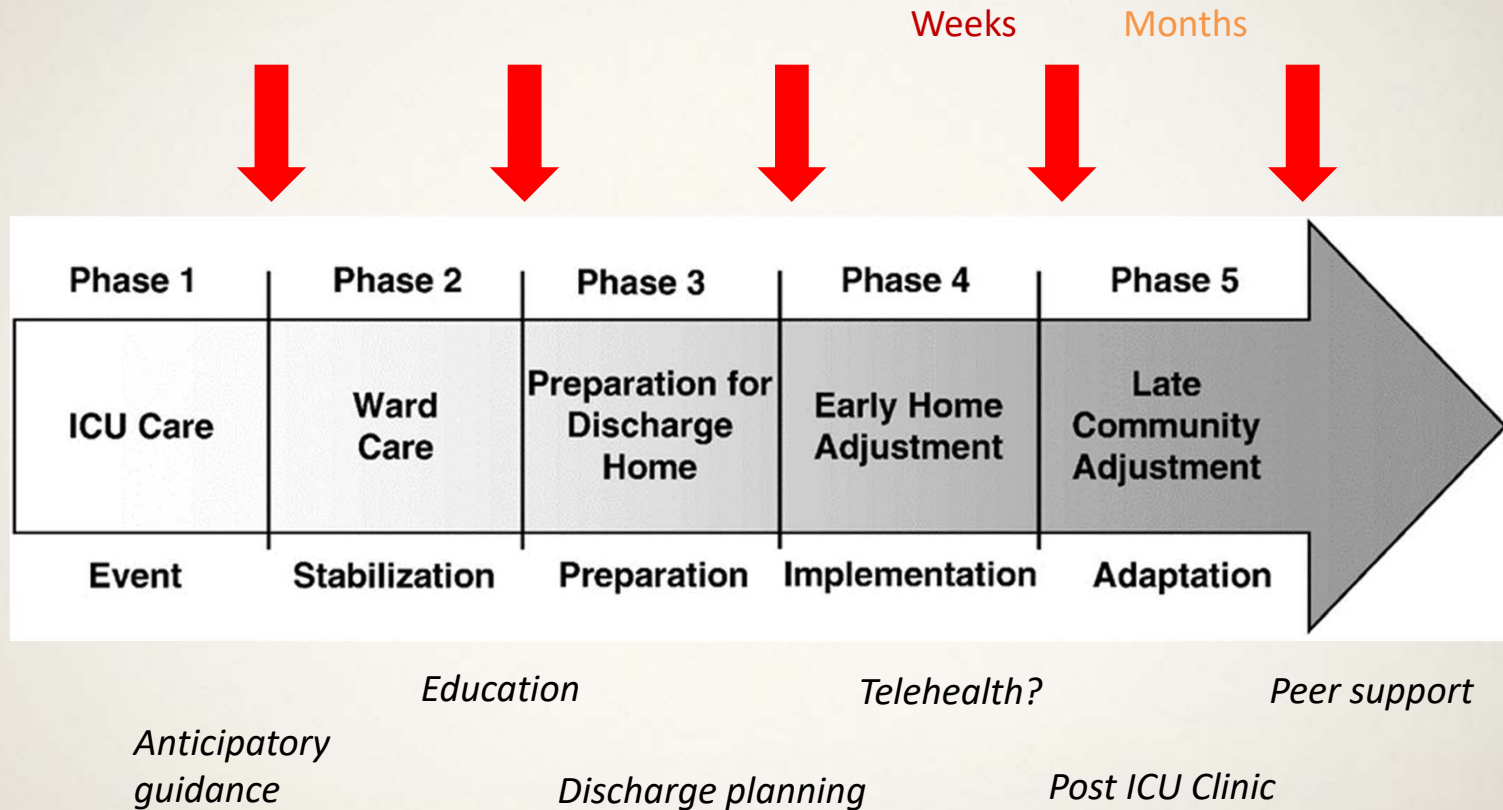 Weeks
Months
Phase 1
Phase 2
Phase 3
Phase 4
Phase 5
ICU Care
Ward
Care
Preparation for
Discharge
Home
Early Home
Adjustment
Late
Community
Adjustment
Event
Stabilization
Preparation
Implementation
Adaptation
Education
Telehealth?
Peer support
Anticipatory
guidance
Discharge planning
Post ICU Clinic